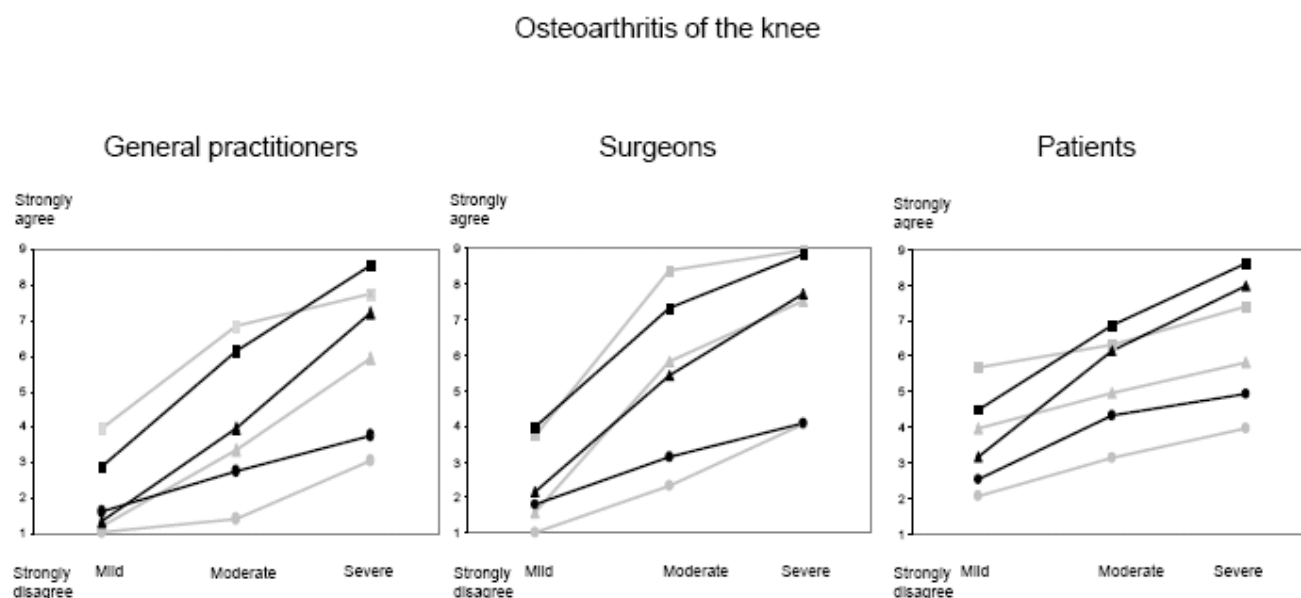 Osteoarthritis of the knee
General practitioners
Surgeons
Patients
Strongly
agree
9
8
7
6
5
4
3
2
1
Strongly
disagree
Mild
Moderate
Severe
Strongly
agree
9
8
7
6
5
4
3
2
1
Strongly
disagree
Mild
Moderate
Severe
Strongly
agree
9
8
7
6
5
4
3
2
1
Strongly
disagree
Mild
Moderate
Severe